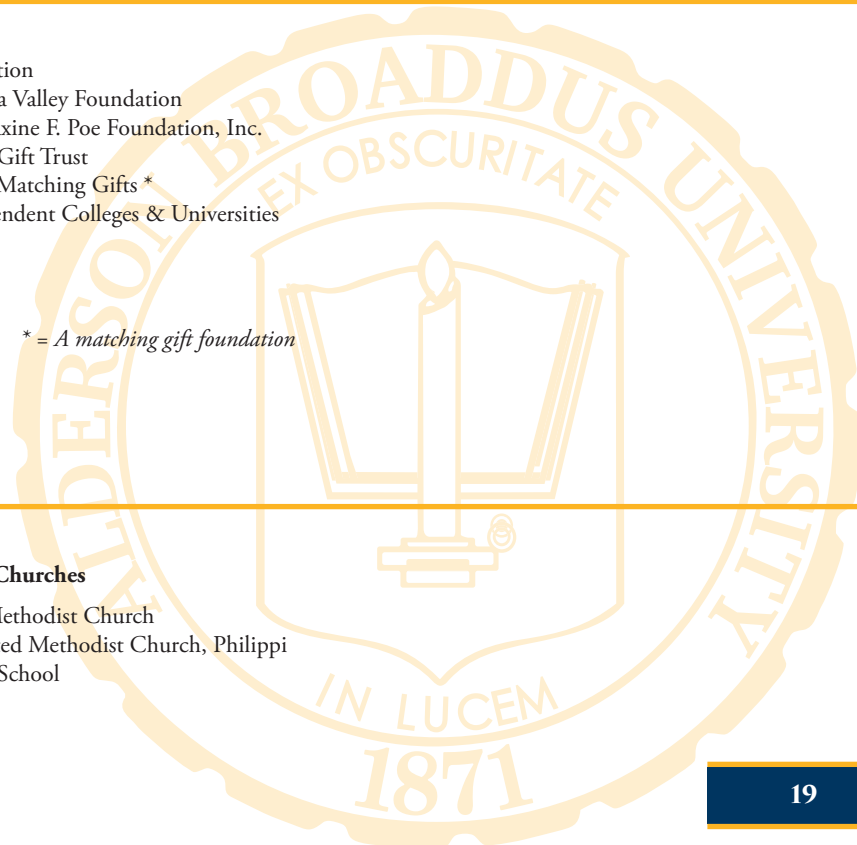 tion
a Valley Foundation
xine F. Poe Foundation, Inc.
Gift Trust
Matching Gifts *
endent Colleges & Universities
* = A matching gift foundation
Churches
Methodist Church
ed Methodist Church, Philippi
School
ALDERSON BROADDUS UNIVERSITY
EX OBSCURITATE
IN LUCEM
1871
19